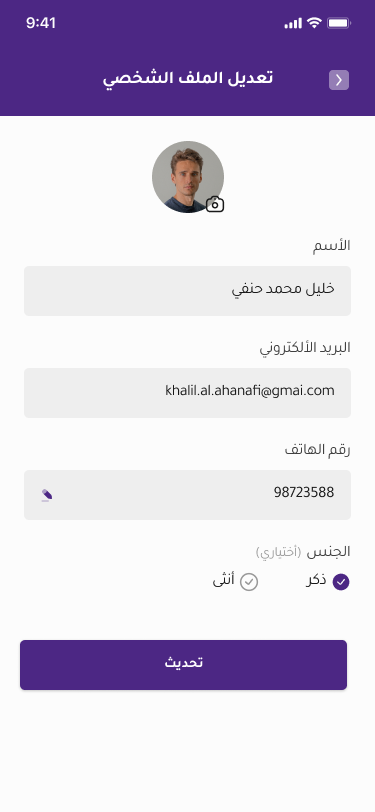 9:41
تعديل الملف الشخصي
الأسم
خليل محمد حنفي
البريد الألكتروني
khalil.al.ahanafi@gmai.com
رقم الهاتف
98723588
الجنس (أختياري)
ذكر أنثى
تحديث